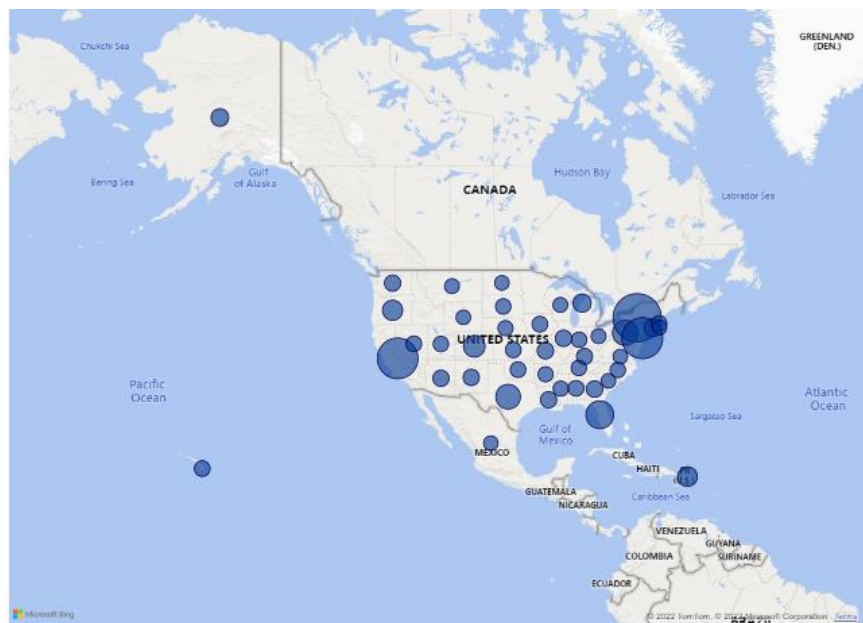 GREENLAND
(DEN.)
Chukchi Sea
Bering Sea
Gulf
of Alaska
Hudson Bay
CANADA
Labrador
Sea
UNITED STATES
Pacific
Ocean
Atlantic
Ocean
Sargasso Sea
Gulf of
Mexico
MEXICO
CUBA
HAITI
GUATEMALA
NICARAGUA
Caribbean Sea
VENEZUELA
GUYANA
COLOMBIA
SURINAME
ECUADOR
Microsoft Bing
© 2022 TomTom, © 2022 Microsoft Corporation Terms